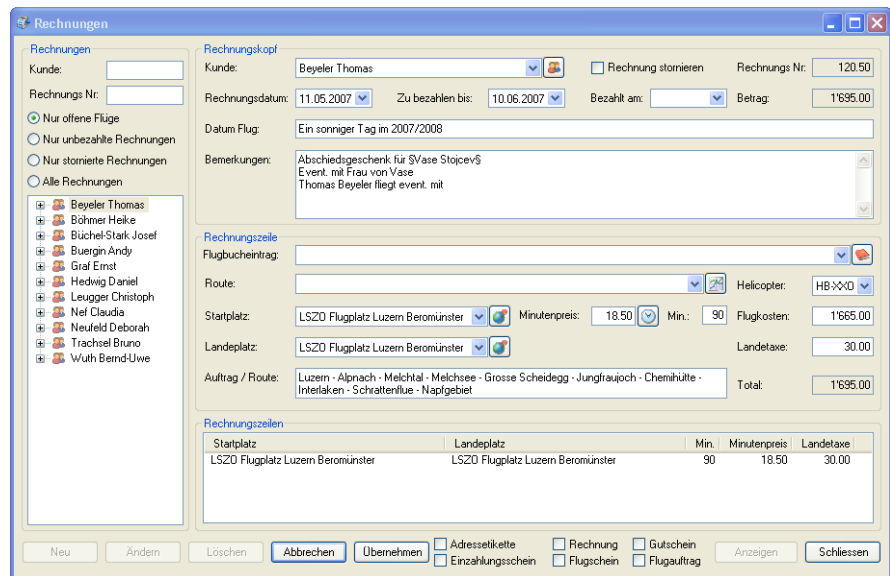 Rechnungen
Rechnungen
Kunde:
Rechnungs Nr:
Nur offene Flüge
Nur unbezahlte Rechnungen
Nur stornierte Rechnungen
Alle Rechnungen
Beyeler Thomas
Böhmer Heike
Büchel-Stark Josef
Buergin Andy
Graf Ernst
Hedwig Daniel
Leugger Christoph
Nef Claudia
Neufeld Deborah
Trachsel Bruno
Wuth Bernd-Uwe
Rechnungskopf
Kunde: Beyeler Thomas Rechnung stornieren Rechnungs Nr: 120.50
Rechnungsdatum: 11.05.2007 Zu bezahlen bis: 10.06.2007 Bezahlt am: Betrag: 1'695.00
Datum Flug: Ein sonniger Tag im 2007/2008
Bemerkungen: Abschiedsgeschenk für §Vase Stojcev§
Event. mit Frau von Vase
Thomas Beyeler fliegt event. mit
Rechnungszeile
Flugbucheintrag:
Route: Helicopter: HB-XXO
Startplatz: LSZO Flugplatz Luzern Beromünster Minutenpreis: 18.50 Min.: 90 Flugkosten: 1'665.00
Landeplatz: LSZO Flugplatz Luzern Beromünster Landetaxe: 30.00
Auftrag / Route: Luzern - Alpnach - Melchtal - Melchsee - Grosse Scheidegg - Jungfraujoch - Chemihütte -
Interlaken - Schrattenflue - Napfgebiet Total: 1'695.00
Rechnungszeilen
Startplatz Landeplatz Min. Minutenpreis Landetaxe
LSZO Flugplatz Luzern Beromünster LSZO Flugplatz Luzern Beromünster 90 18.50 30.00
Neu Ändern Löschen Abbrechen Übernehmen Adressetikette Rechnung Gutschein Anzeigen Schliessen
Einzahlungsschein Flugschein Flugauftrag